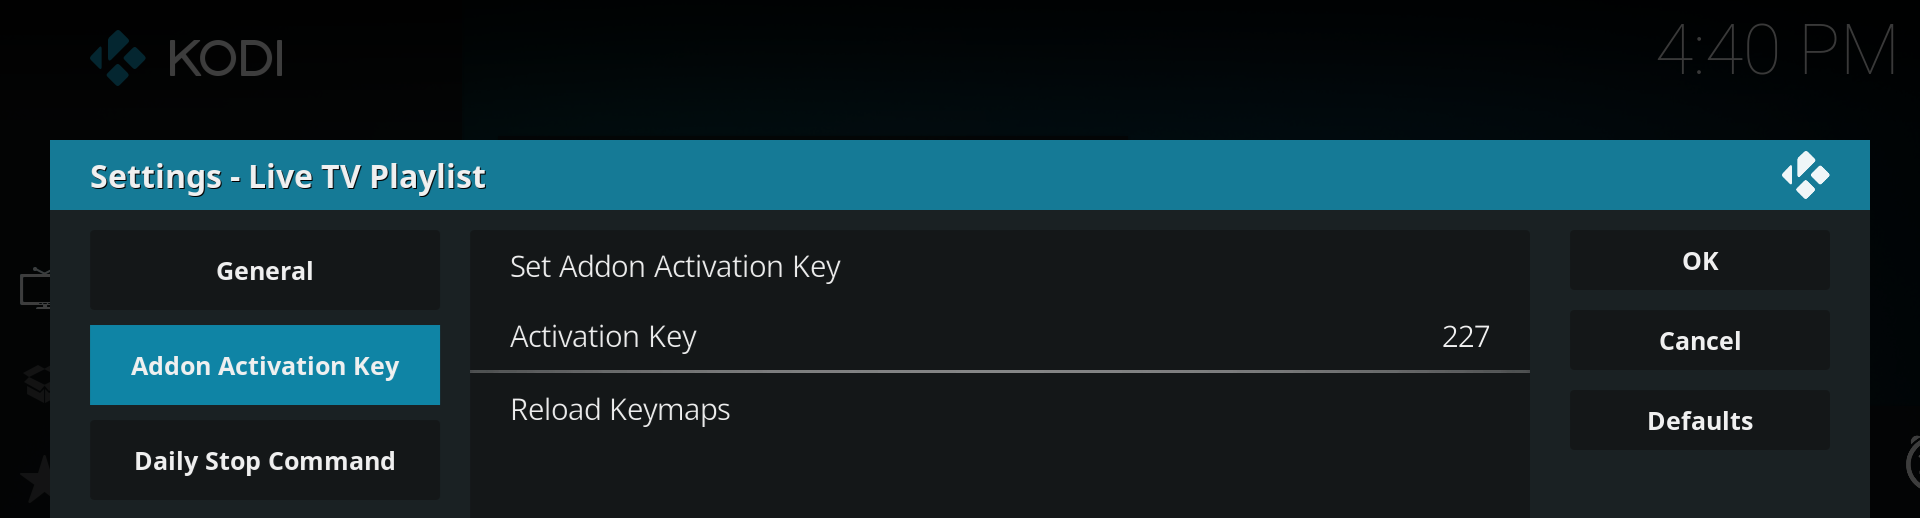 KODI
4:40 PM
Settings - Live TV Playlist
General
Addon Activation Key
Daily Stop Command
Set Addon Activation Key
Activation Key 227
Reload Keymaps
OK
Cancel
Defaults